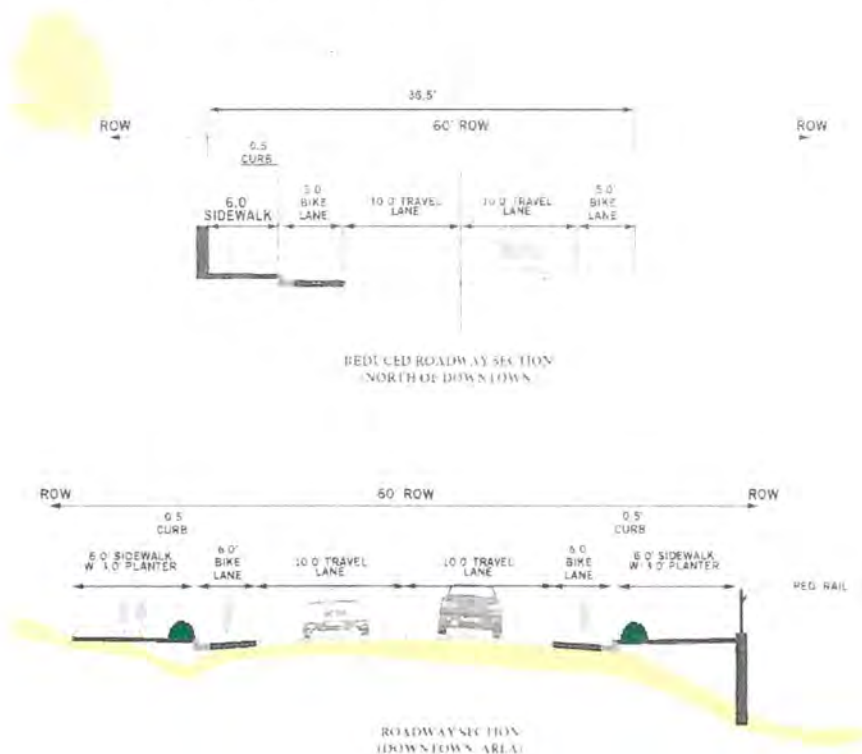 36.5'
ROW
60' ROW
ROW
0.5
CURB
6.0
SIDEWALK
5.0
BIKE
LANE
10.0' TRAVEL
LANE
10.0' TRAVEL
LANE
5.0
BIKE
LANE
REDUCED ROADWAY SECTION
NORTH OF DOWNTOWN
ROW
60' ROW
ROW
0.5
CURB
0.5'
CURB
6.0' SIDEWALK
W/ 4.0' PLANTER
6.0'
BIKE
LANE
10.0' TRAVEL
LANE
10.0' TRAVEL
LANE
6.0
BIKE
LANE
6.0' SIDEWALK
PLANTER
PED. RAIL
ROADWAY SECTION
(DOWNTOWN AREA)